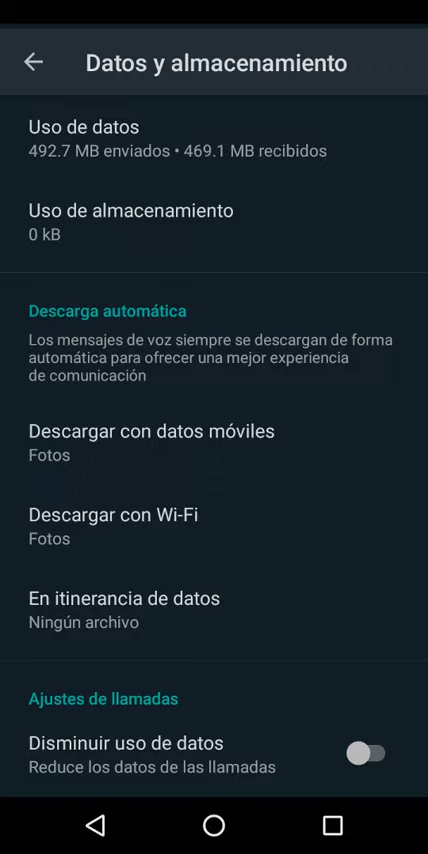 Datos y almacenamiento
Uso de datos
492.7 MB enviados • 469.1 MB recibidos
Uso de almacenamiento
0 kB
Descarga automática
Los mensajes de voz siempre se descargan de forma
automática para ofrecer una mejor experiencia
de comunicación
Descargar con datos móviles
Fotos
Descargar con Wi-Fi
Fotos
En itinerancia de datos
Ningún archivo
Ajustes de llamadas
Disminuir uso de datos
Reduce los datos de las llamadas